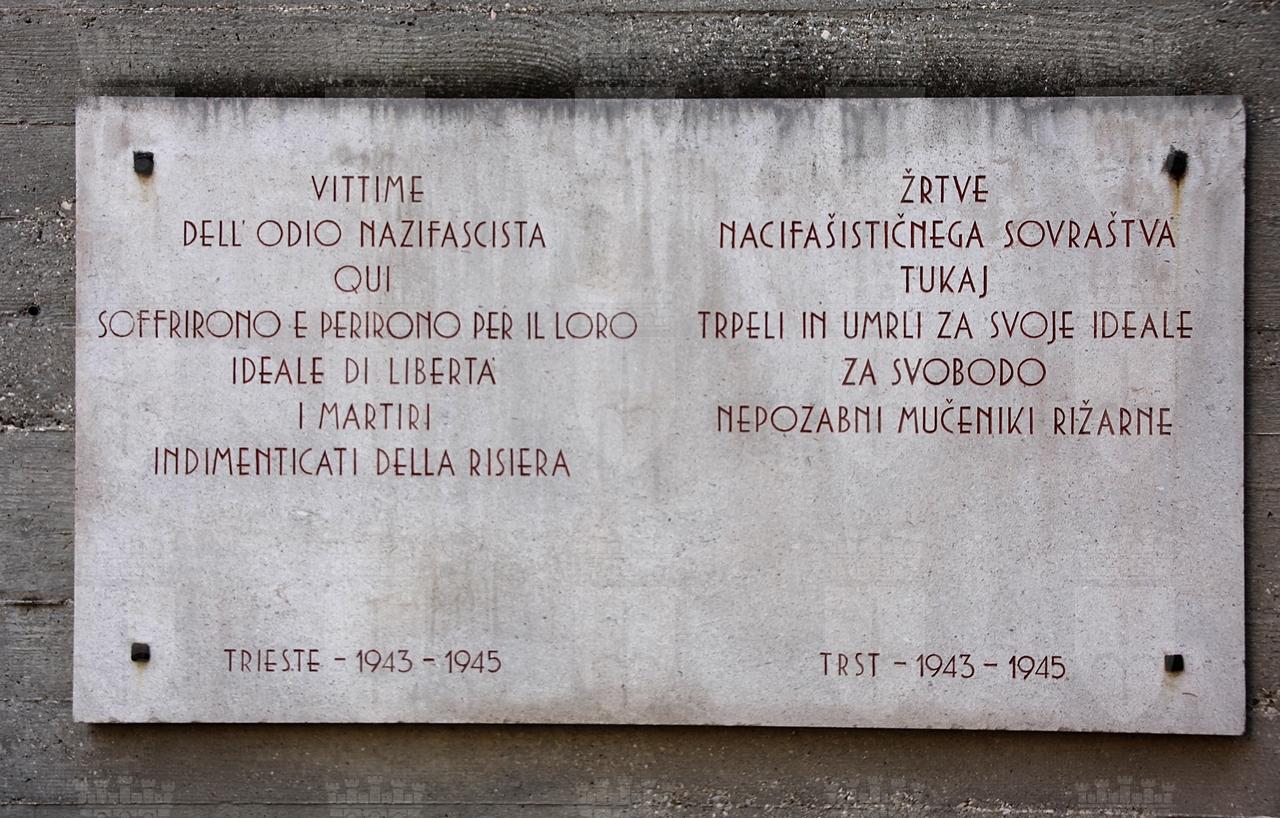 VITTIME
DELL' ODIO NAZIFASCISTA
QUI
SOFFRIRONO E PERIRONO PER IL LORO
IDEALE DI LIBERTA'
I MARTIRI
INDIMENTICATI DELLA RISIERA
TRIESTE - 1943 - 1945
ŽRTVE
NACIFAŠISTIČNEGA SOVRAŠTVA
TUKAJ
TRPELI IN UMRLI ZA SVOJE IDEALE
ZA SVOBODO
NEPOZABNI MUČENIKI RIŽARNE
TRST - 1943 - 1945